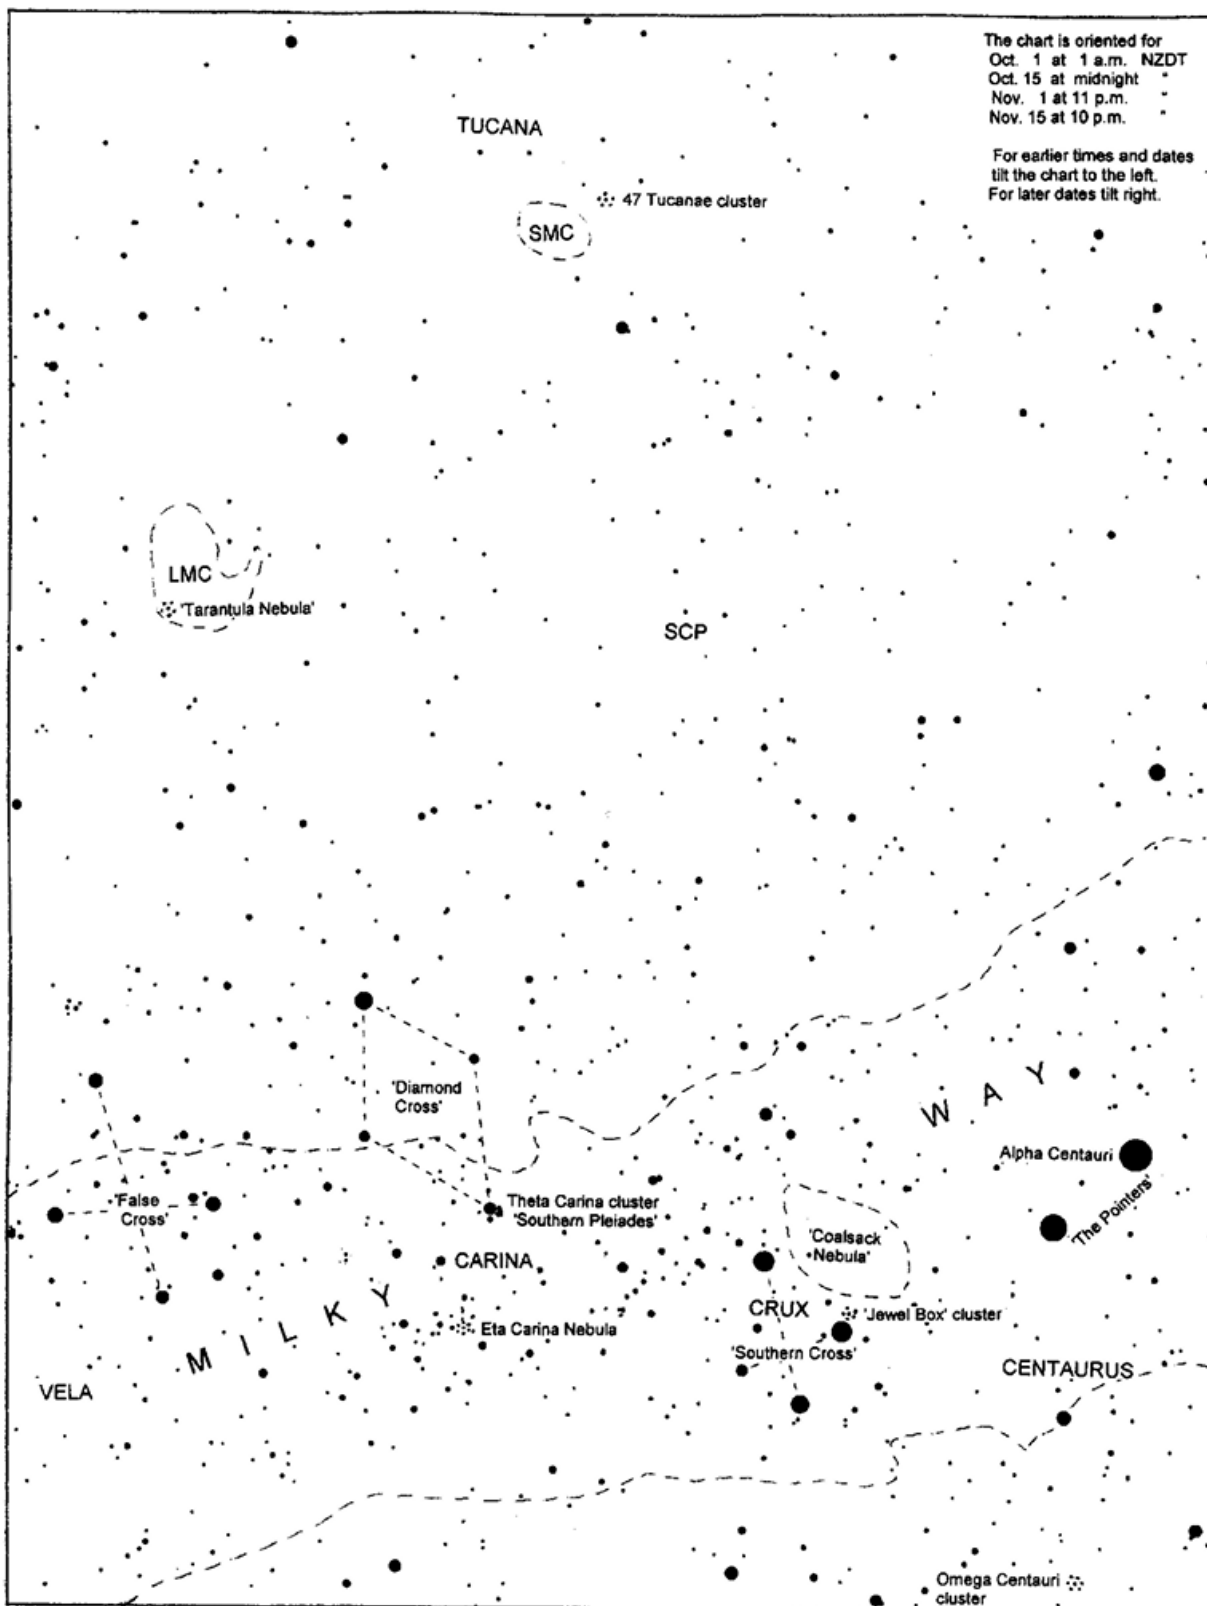 The chart is oriented for
Oct. 1 at 1 a.m. NZDT
Oct. 15 at midnight "
Nov. 1 at 11 p.m. "
Nov. 15 at 10 p.m. "
For earlier times and dates
tilt the chart to the left.
For later dates tilt right.
TUCANA
47 Tucanae cluster
SMC
LMC
'Tarantula Nebula'
SCP
'Diamond
Cross'
WAY
Alpha Centauri
'The Pointers'
'False
Cross'
Theta Carina cluster
'Southern Pleiades'
'Coalsack
Nebula'
CARINA
CRUX
'Jewel Box' cluster
Eta Carina Nebula
'Southern Cross'
MILKY
VELA
CENTAURUS
Omega Centauri
cluster